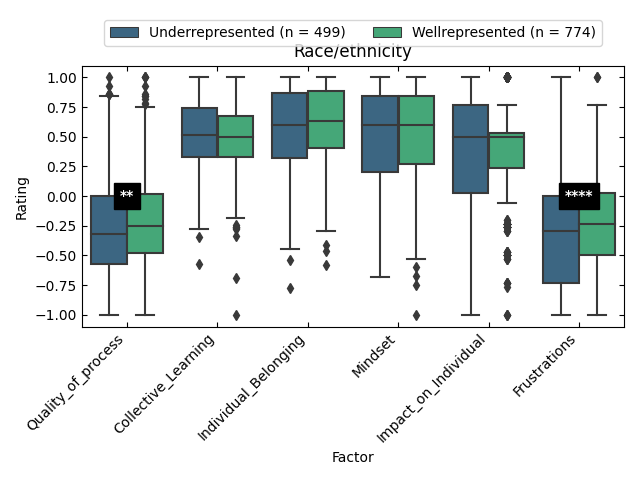 Underrepresented (n = 499)
Wellrepresented (n = 774)
Race/ethnicity
1.00
0.75
0.50
0.25
0.00
−0.25
−0.50
−0.75
−1.00
Rating
**
****
Quality_of_process
Collective_Learning
Individual_Belonging
Mindset
Impact_on_Individual
Frustrations
Factor